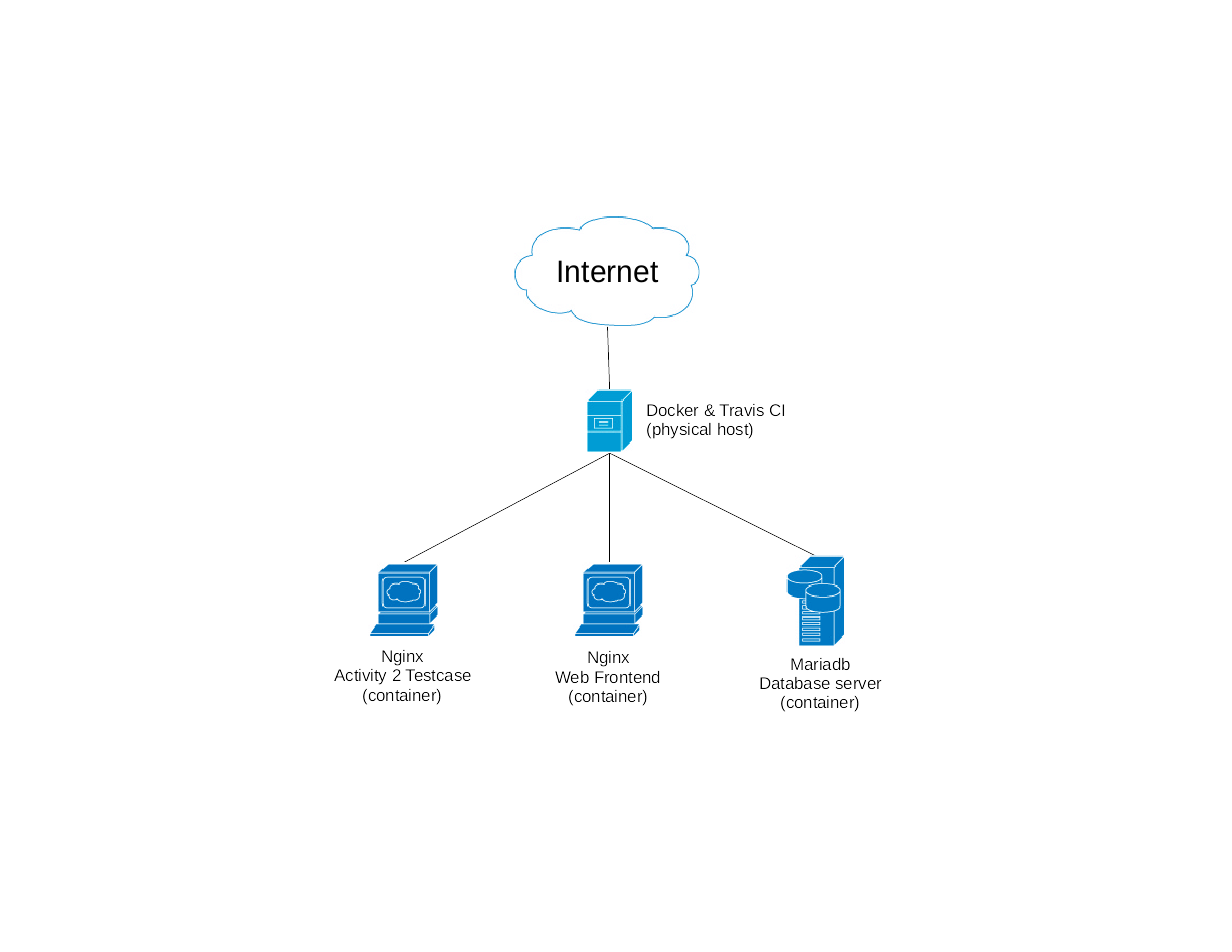 Internet
Docker & Travis CI
(physical host)
Nginx
Activity 2 Testcase
(container)
Nginx
Web Frontend
(container)
Mariadb
Database server
(container)